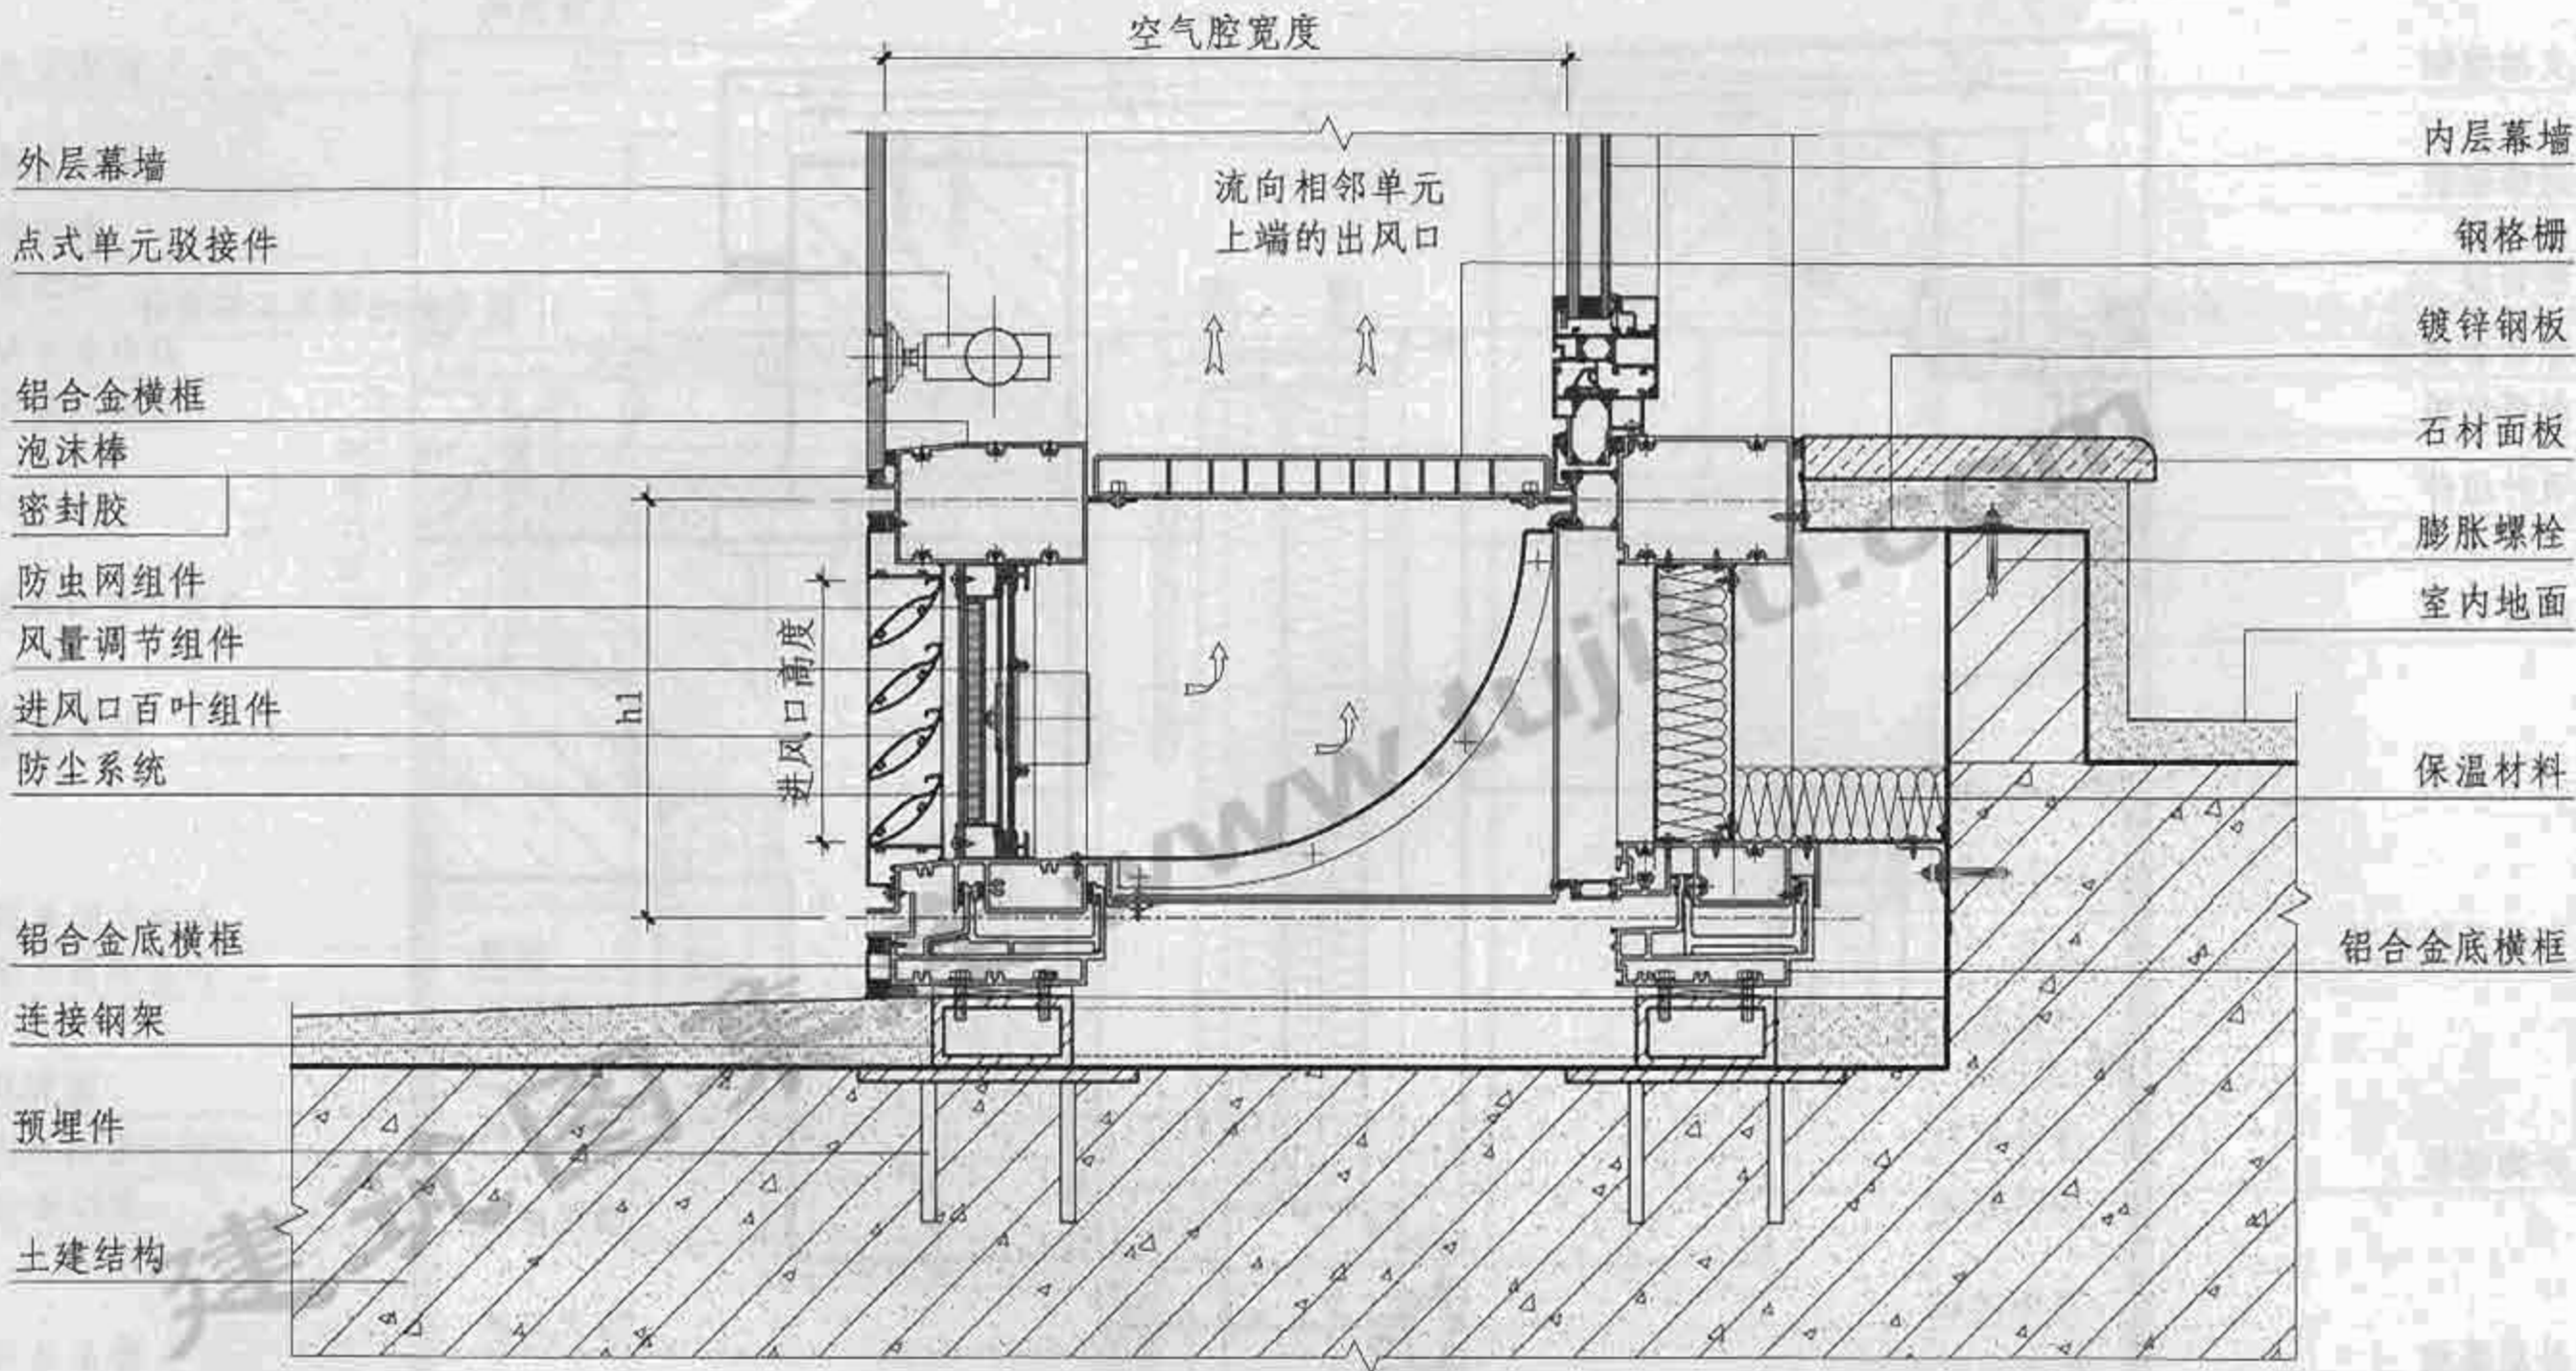 空气腔宽度
外层幕墙
点式单元驳接件
铝合金横框
泡沫棒
密封胶
防虫网组件
风量调节组件
进风口百叶组件
防尘系统
铝合金底横框
连接钢架
预埋件
土建结构
流向相邻单元
上端的出风口
h1
进风口高度
内层幕墙
钢格栅
镀锌钢板
石材面板
膨胀螺栓
室内地面
保温材料
铝合金底横框